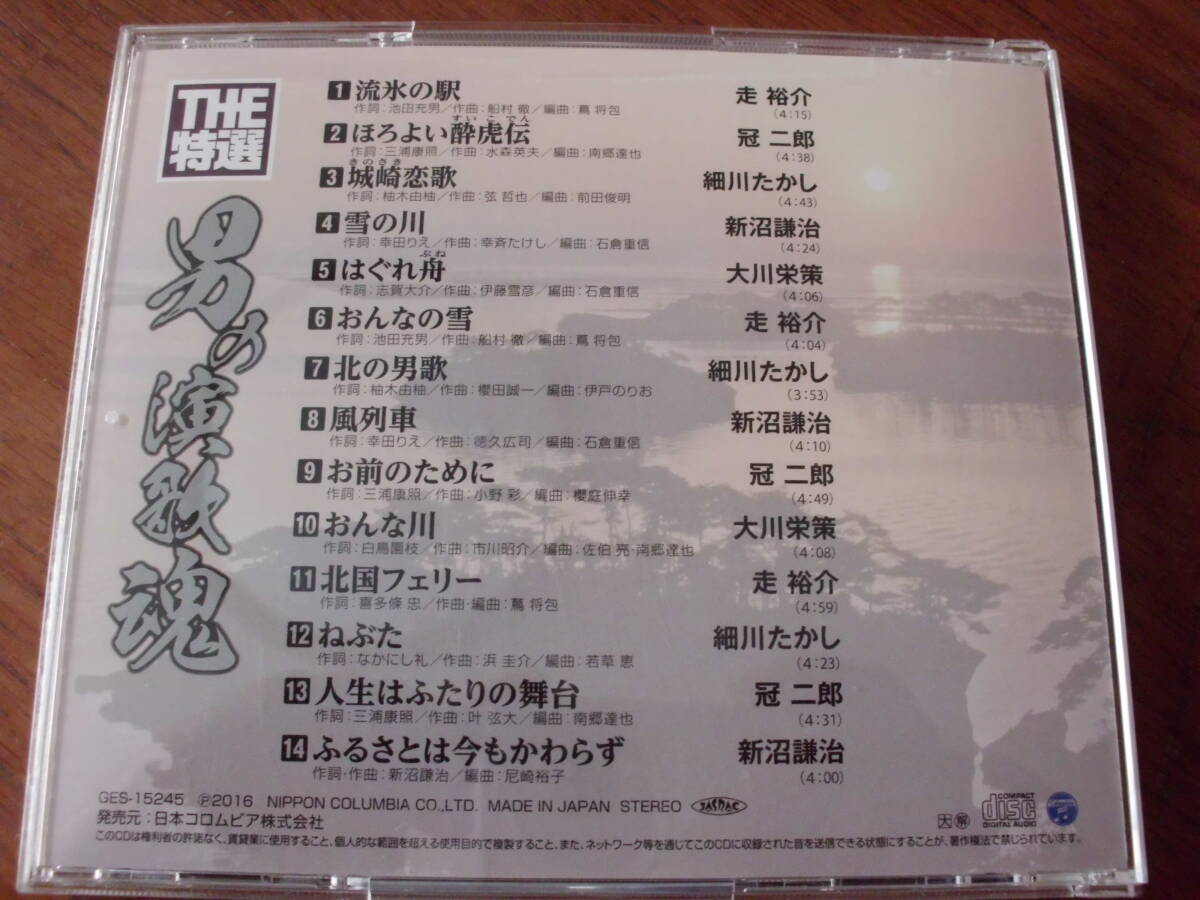 THE
特選
男の演歌魂
1 流氷の駅 走 裕介
作詞:池田充男/作曲:船村 徹/編曲:蔦 将包 (4:15)
すいこでん
2 ほろよい酔虎伝 冠 二郎
作詞:三浦康照/作曲:水森英夫/編曲:南郷達也 (4:38)
きのさき
3 城崎恋歌 細川たかし
作詞:柚木由柚/作曲:弦 哲也/編曲:前田俊明 (4:43)
4 雪の川 新沼謙治
作詞:幸田りえ/作曲:幸斉たけし/編曲:石倉重信 (4:24)
ぶね
5 はぐれ舟 大川栄策
作詞:志賀大介/作曲:伊藤雪彦/編曲:石倉重信 (4:06)
6 おんなの雪 走 裕介
作詞:池田充男/作曲:船村 徹/編曲:蔦 将包 (4:04)
7 北の男歌 細川たかし
作詞:柚木由柚/作曲:櫻田誠一/編曲:伊戸のりお (3:53)
8 風列車 新沼謙治
作詞:幸田りえ/作曲:徳久広司/編曲:石倉重信 (4:10)
9 お前のために 冠 二郎
作詞:三浦康照/作曲:小野 彩/編曲:櫻庭伸幸 (4:49)
10 おんな川 大川栄策
作詞:白鳥園枝/作曲:市川昭介/編曲:佐伯 亮・南郷達也 (4:08)
11 北国フェリー 走 裕介
作詞:喜多條 忠/作曲・編曲:蔦 将包 (4:59)
12 ねぶた 細川たかし
作詞:なかにし礼/作曲:浜 圭介/編曲:若草 恵 (4:23)
13 人生はふたりの舞台 冠 二郎
作詞:三浦康照/作曲:叶 弦大/編曲:南郷達也 (4:31)
14 ふるさとは今もかわらず 新沼謙治
作詞・作曲:新沼謙治/編曲:尼崎裕子 (4:00)
GES-15245 ℗2016 NIPPON COLUMBIA CO.,LTD. MADE IN JAPAN STEREO JASRAC
発売元:日本コロムビア株式会社 大 解 COMPACT disc DIGITAL AUDIO
このCDは権利者の許諾なく、賃貸業に使用すること、個人的な範囲を超える使用目的で複製すること、また、ネットワーク等を通じてこのCDに収録された音を送信できる状態にすることが、著作権法で禁じられています。